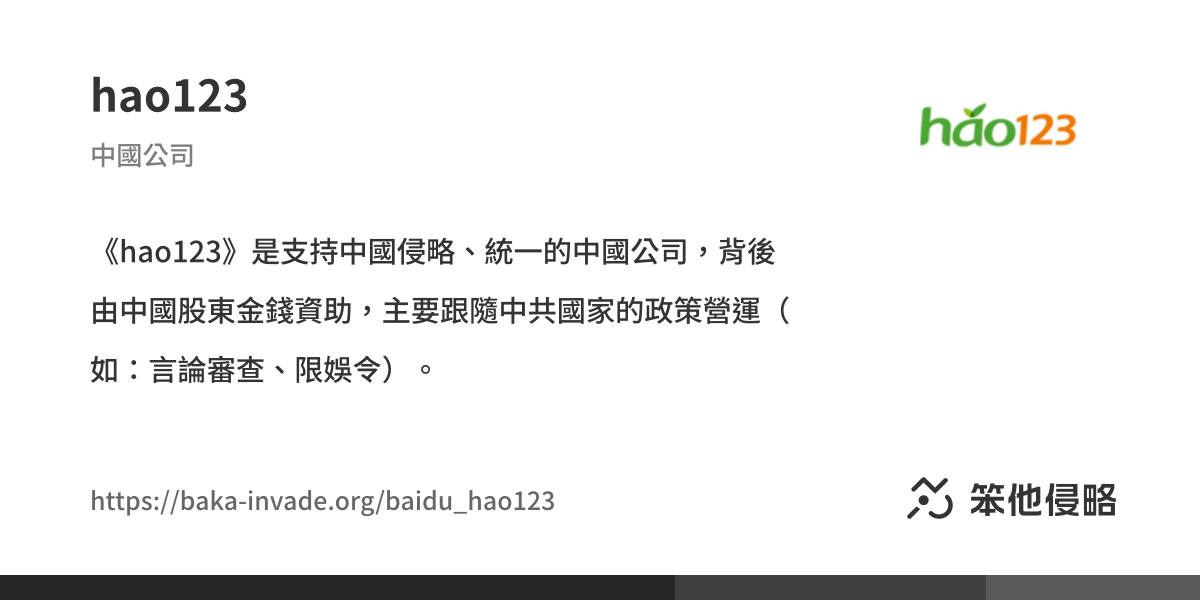 hao123
中國公司
hao123
《hao123》是支持中國侵略、統一的中國公司，背後
由中國股東金錢資助，主要跟隨中共國家的政策營運（
如：言論審查、限娛令）。
https://baka-invade.org/baidu_hao123
笨他侵略